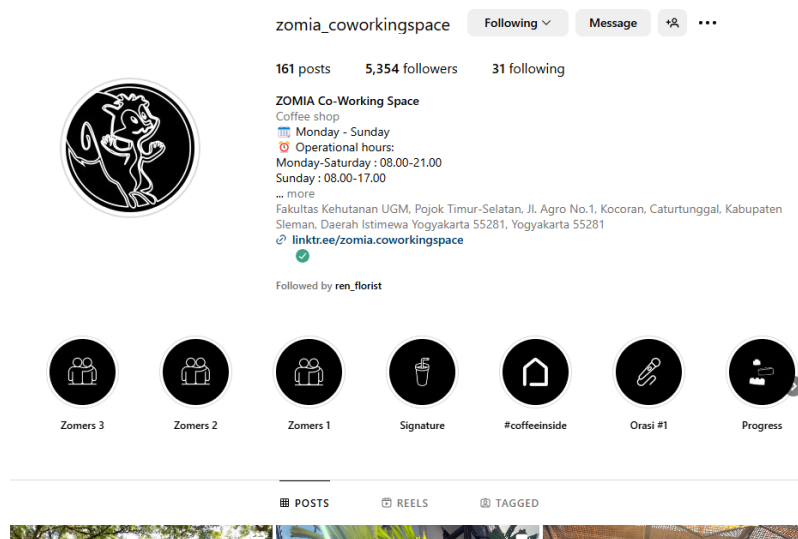 zomia_coworkingspace Following Message
161 posts 5,354 followers 31 following
ZOMIA Co-Working Space
Coffee shop
Monday - Sunday
Operational hours:
Monday-Saturday : 08.00-21.00
Sunday : 08.00-17.00
... more
Fakultas Kehutanan UGM, Pojok Timur-Selatan, Jl. Agro No.1, Kocoran, Caturtunggal, Kabupaten
Sleman, Daerah Istimewa Yogyakarta 55281, Yogyakarta 55281
linktr.ee/zomia.coworkingspace
Followed by ren_florist
Zomers 3 Zomers 2 Zomers 1 Signature #coffeeinside Orasi #1 Progress
POSTS REELS TAGGED